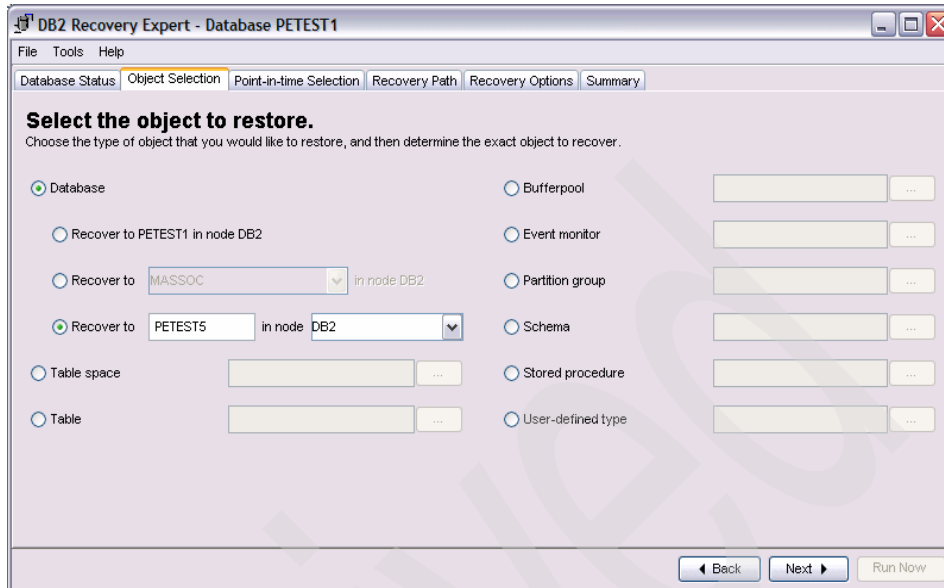 DB2 Recovery Expert - Database PETEST1
File Tools Help
Database Status Object Selection Point-in-time Selection Recovery Path Recovery Options Summary
Select the object to restore.
Choose the type of object that you would like to restore, and then determine the exact object to recover.
Database
Recover to PETEST1 in node DB2
Recover to MASSOC in node DB2
Recover to PETEST5 in node DB2
Table space ...
Table ...
Bufferpool ...
Event monitor ...
Partition group ...
Schema ...
Stored procedure ...
User-defined type ...
Back Next Run Now